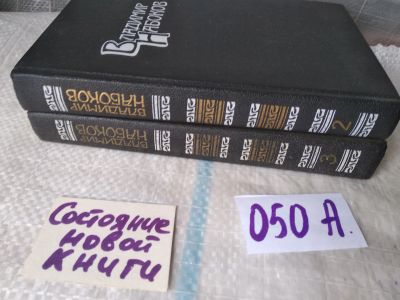 Владимир
Набоков
ВЛАДИМИР
НАБОКОВ
2
ВЛАДИМИР
НАБОКОВ
3
Состояние
новой
книги
050 А.